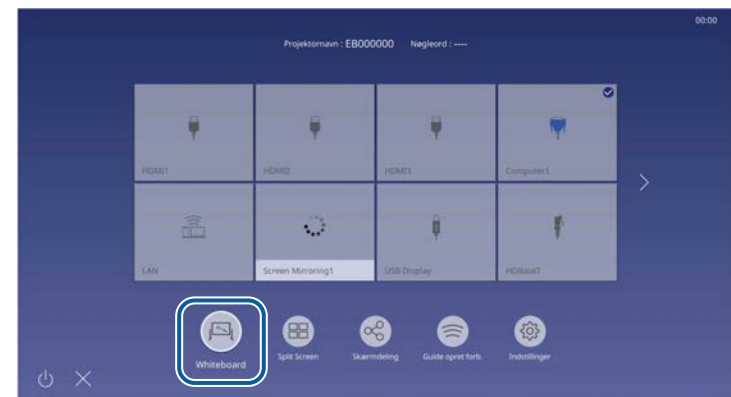 00:00
Projektornavn : EB000000 Nøgleord : ----
HDMI1 HDMI2 HDMI3 Computer1
LAN Screen Mirroring1 USB Display HDBaseT
Whiteboard Split Screen Skærmdeling Guide opret forb. Indstillinger